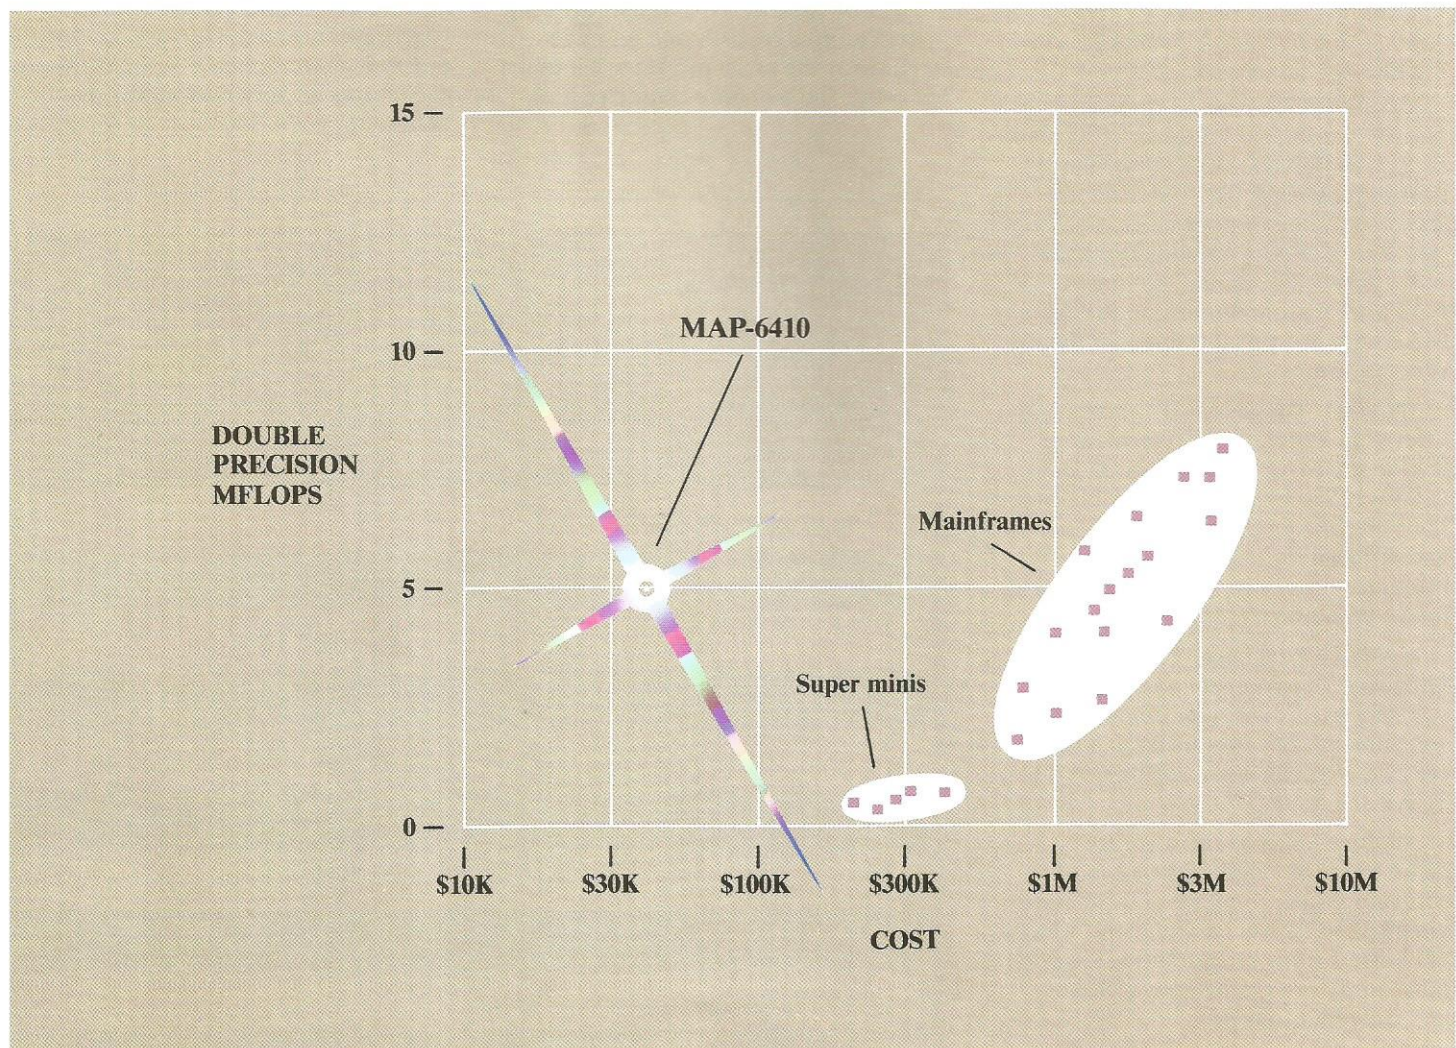 15
MAP-6410
10
DOUBLE
PRECISION
MFLOPS
Mainframes
5
Super minis
0
$10K $30K $100K $300K $1M $3M $10M
COST